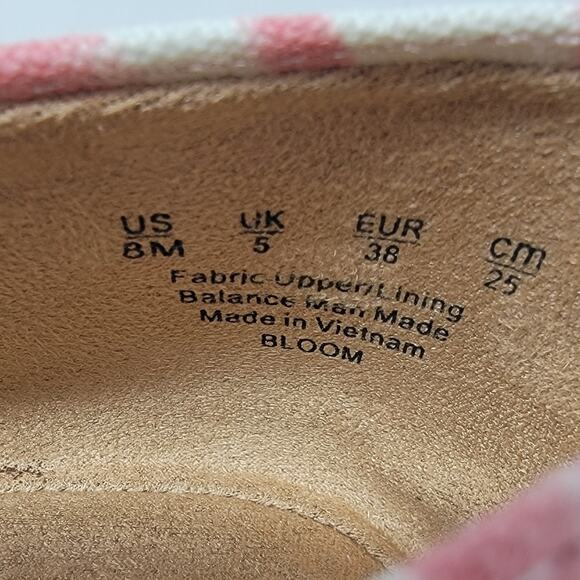 US UK EUR cm
8M 5 38 25
Fabric Upper/Lining
Balance Man Made
Made in Vietnam
BLOOM